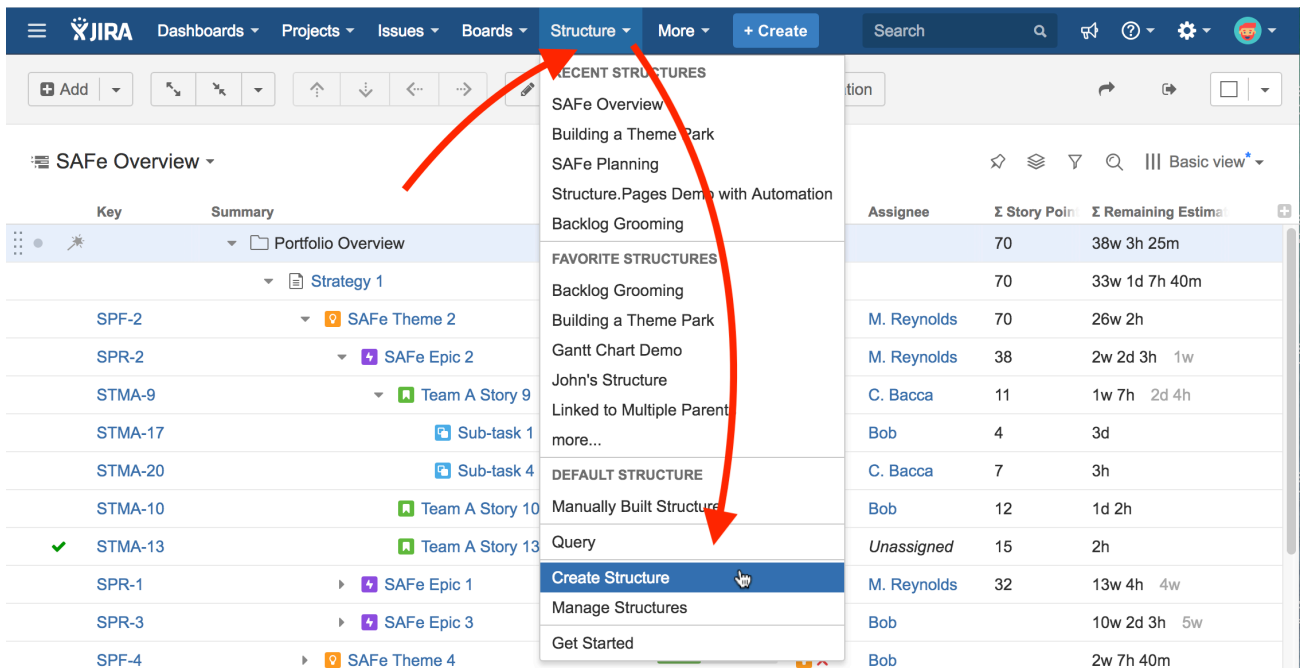 JIRA Dashboards Projects Issues Boards Structure More + Create Search
Add
tion
RECENT STRUCTURES
SAFe Overview
Building a Theme Park
SAFe Planning
Structure.Pages Demo with Automation
Backlog Grooming
FAVORITE STRUCTURES
Backlog Grooming
Building a Theme Park
Gantt Chart Demo
John's Structure
Linked to Multiple Parent
more...
DEFAULT STRUCTURE
Manually Built Structure
Query
Create Structure
Manage Structures
Get Started
SAFe Overview Basic view*
Key Summary Assignee Σ Story Point Σ Remaining Estima
Portfolio Overview 70 38w 3h 25m
Strategy 1 70 33w 1d 7h 40m
SPF-2 SAFe Theme 2 M. Reynolds 70 26w 2h
SPR-2 SAFe Epic 2 M. Reynolds 38 2w 2d 3h 1w
STMA-9 Team A Story 9 C. Bacca 11 1w 7h 2d 4h
STMA-17 Sub-task 1 Bob 4 3d
STMA-20 Sub-task 4 C. Bacca 7 3h
STMA-10 Team A Story 10 Bob 12 1d 2h
STMA-13 Team A Story 13 Unassigned 15 2h
SPR-1 SAFe Epic 1 M. Reynolds 32 13w 4h 4w
SPR-3 SAFe Epic 3 Bob 10w 2d 3h 5w
SPF-4 SAFe Theme 4 Bob 2w 7h 40m